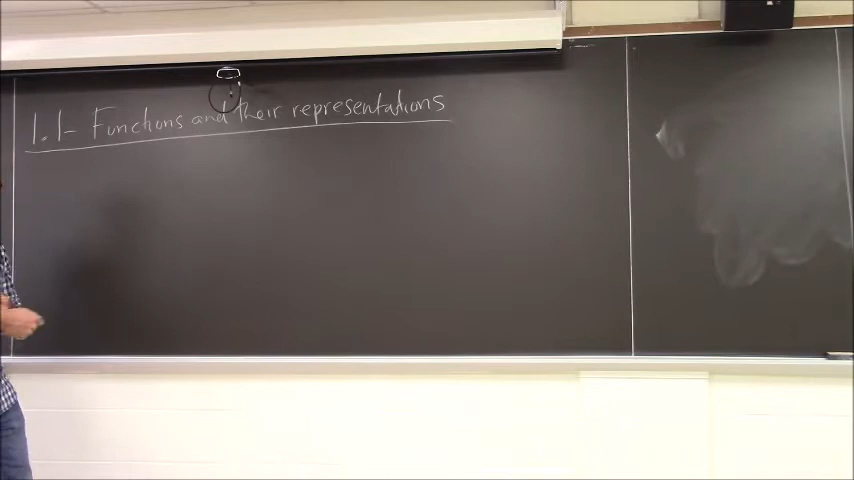 1.1- Functions and their representations